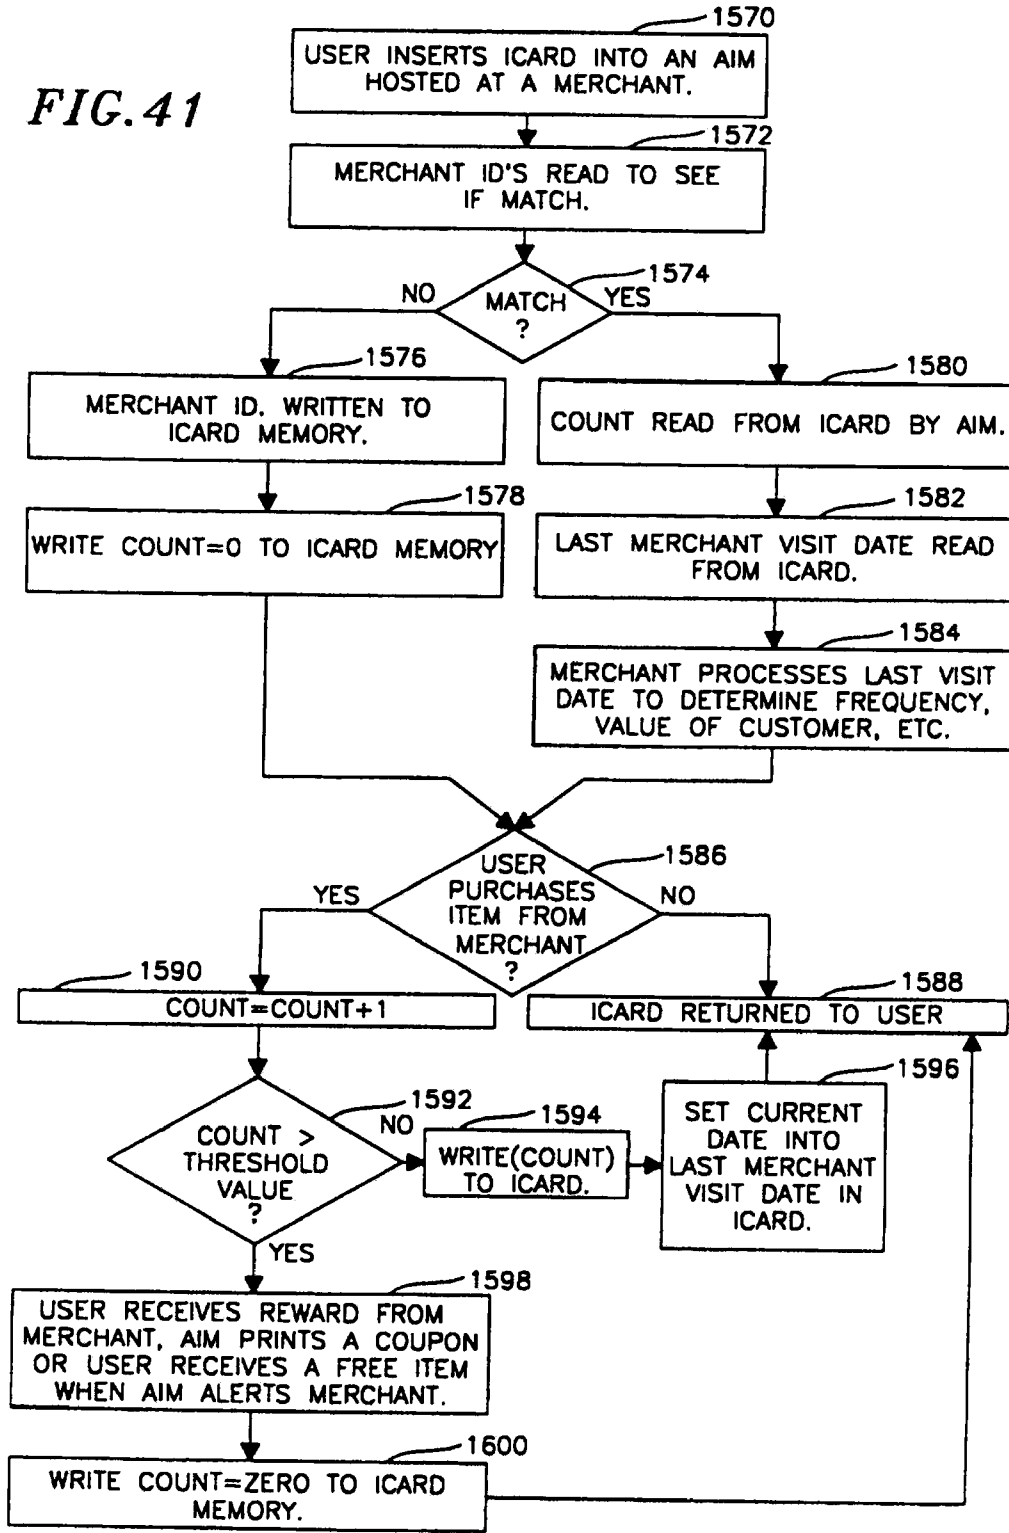 FIG.41
1570
USER INSERTS ICARD INTO AN AIM
HOSTED AT A MERCHANT.
1572
MERCHANT ID'S READ TO SEE
IF MATCH.
1574
NO
MATCH
?
YES
1576
MERCHANT ID. WRITTEN TO
ICARD MEMORY.
1578
WRITE COUNT=0 TO ICARD MEMORY
1580
COUNT READ FROM ICARD BY AIM.
1582
LAST MERCHANT VISIT DATE READ
FROM ICARD.
1584
MERCHANT PROCESSES LAST VISIT
DATE TO DETERMINE FREQUENCY,
VALUE OF CUSTOMER, ETC.
1586
YES
USER
PURCHASES
ITEM FROM
MERCHANT
?
NO
1590
COUNT=COUNT+1
1588
ICARD RETURNED TO USER
1592
COUNT >
THRESHOLD
VALUE
?
NO
1594
WRITE(COUNT)
TO ICARD.
1596
SET CURRENT
DATE INTO
LAST MERCHANT
VISIT DATE IN
ICARD.
YES
1598
USER RECEIVES REWARD FROM
MERCHANT, AIM PRINTS A COUPON
OR USER RECEIVES A FREE ITEM
WHEN AIM ALERTS MERCHANT.
1600
WRITE COUNT=ZERO TO ICARD
MEMORY.